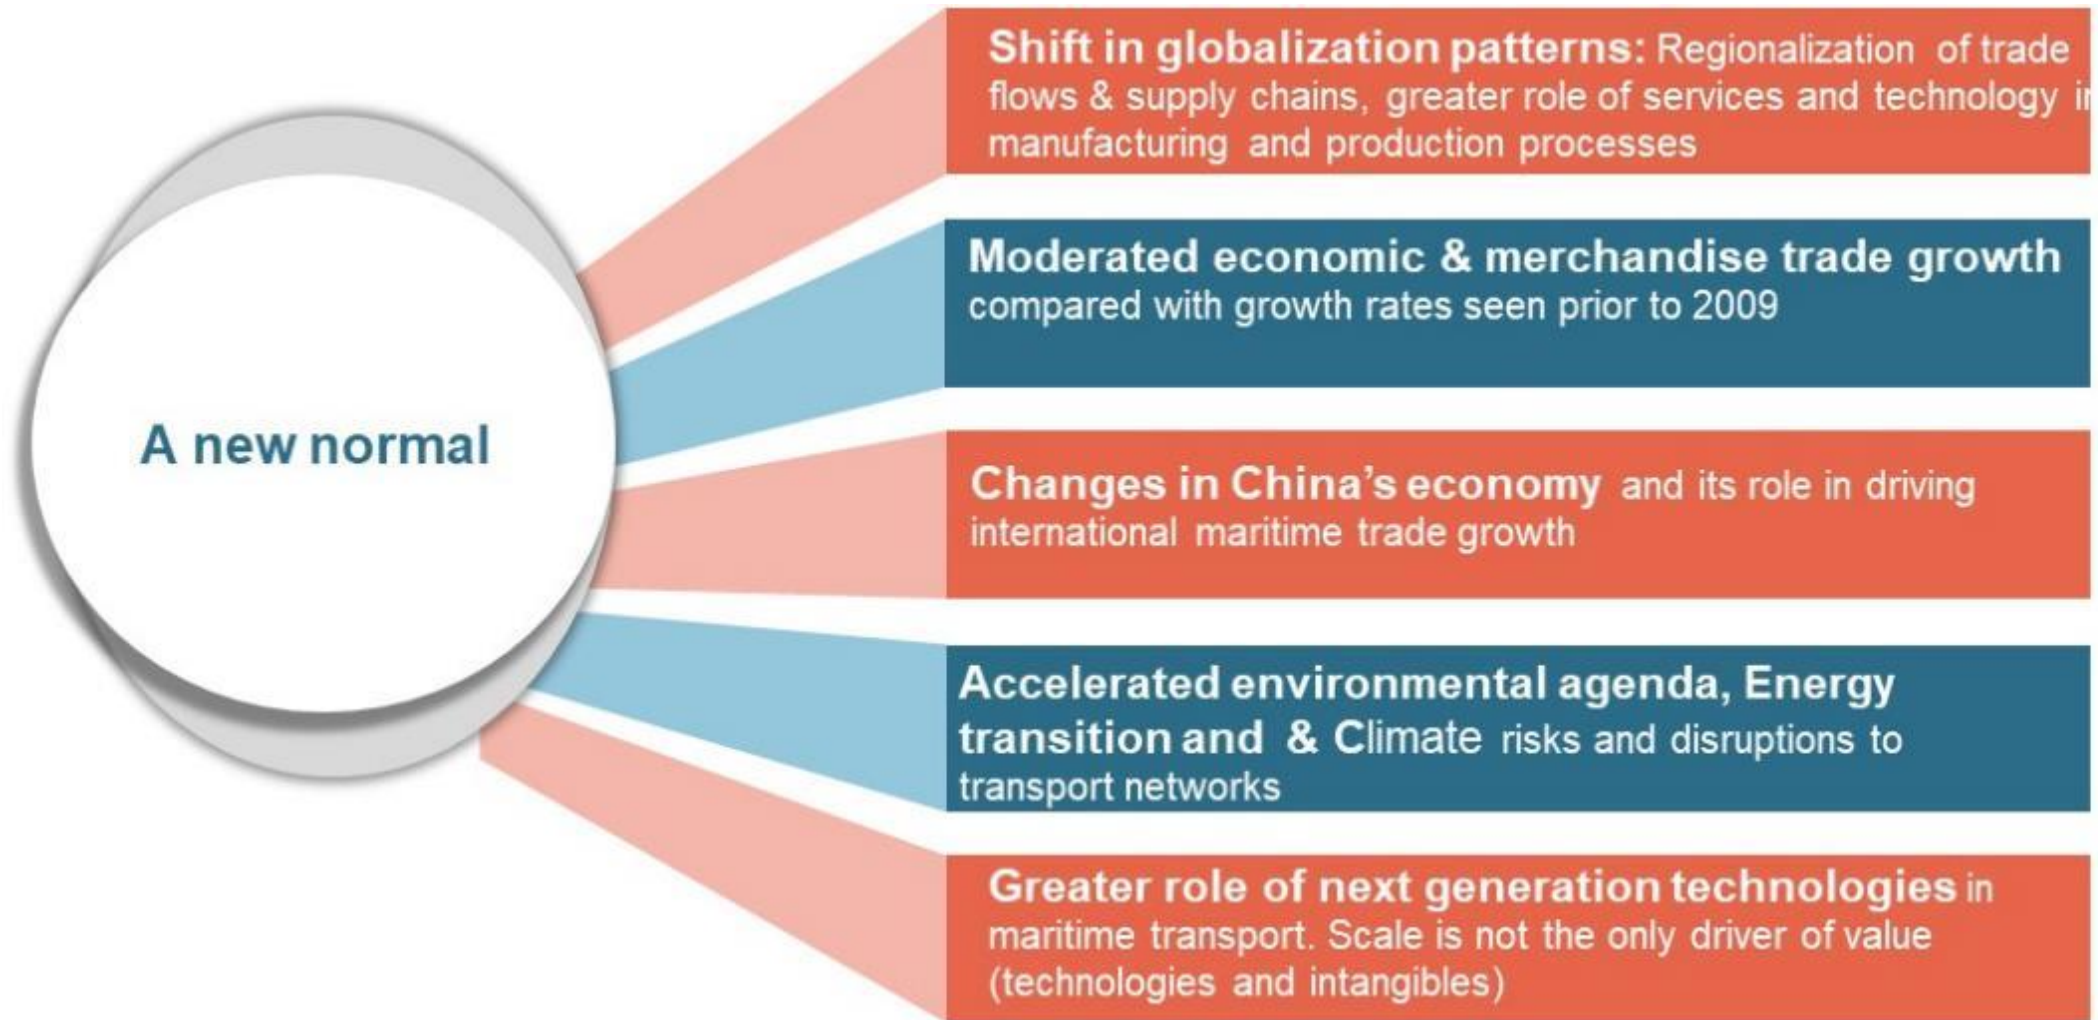 A new normal
Shift in globalization patterns: Regionalization of trade
flows & supply chains, greater role of services and technology in
manufacturing and production processes
Moderated economic & merchandise trade growth
compared with growth rates seen prior to 2009
Changes in China's economy and its role in driving
international maritime trade growth
Accelerated environmental agenda, Energy
transition and & Climate risks and disruptions to
transport networks
Greater role of next generation technologies in
maritime transport. Scale is not the only driver of value
(technologies and intangibles)